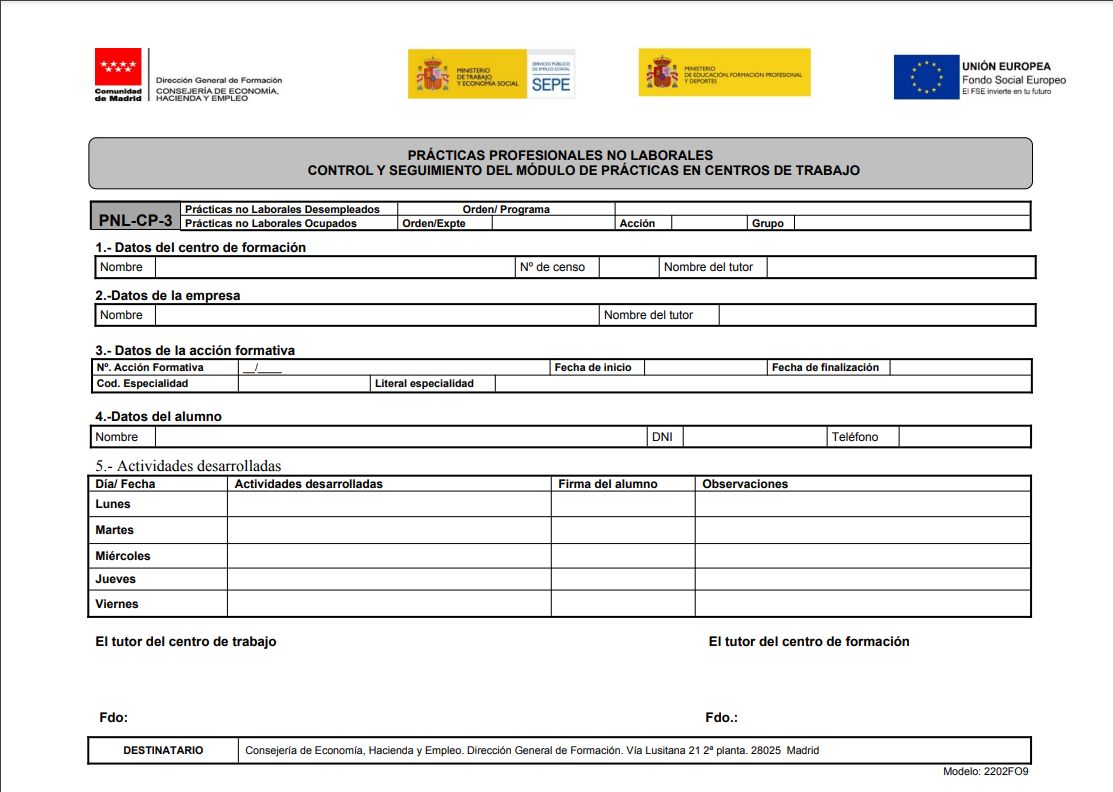 Comunidad
de Madrid
Dirección General de Formación
CONSEJERÍA DE ECONOMÍA,
HACIENDA Y EMPLEO
MINISTERIO
DE TRABAJO
Y ECONOMÍA SOCIAL
SERVICIO PÚBLICO
DE EMPLEO ESTATAL
SEPE
MINISTERIO
DE EDUCACIÓN, FORMACIÓN PROFESIONAL
Y DEPORTES
UNIÓN EUROPEA
Fondo Social Europeo
El FSE invierte en tu futuro
PRÁCTICAS PROFESIONALES NO LABORALES
CONTROL Y SEGUIMIENTO DEL MÓDULO DE PRÁCTICAS EN CENTROS DE TRABAJO
PNL-CP-3
Prácticas no Laborales Desempleados Orden/ Programa
Prácticas no Laborales Ocupados Orden/Expte Acción Grupo
1.- Datos del centro de formación
Nombre Nº de censo Nombre del tutor
2.-Datos de la empresa
Nombre Nombre del tutor
3.- Datos de la acción formativa
Nº. Acción Formativa __/____ Fecha de inicio Fecha de finalización
Cod. Especialidad Literal especialidad
4.-Datos del alumno
Nombre DNI Teléfono
5.- Actividades desarrolladas
Día/ Fecha Actividades desarrolladas Firma del alumno Observaciones
Lunes
Martes
Miércoles
Jueves
Viernes
El tutor del centro de trabajo El tutor del centro de formación
Fdo: Fdo.:
DESTINATARIO Consejería de Economía, Hacienda y Empleo. Dirección General de Formación. Vía Lusitana 21 2ª planta. 28025 Madrid
Modelo: 2202FO9